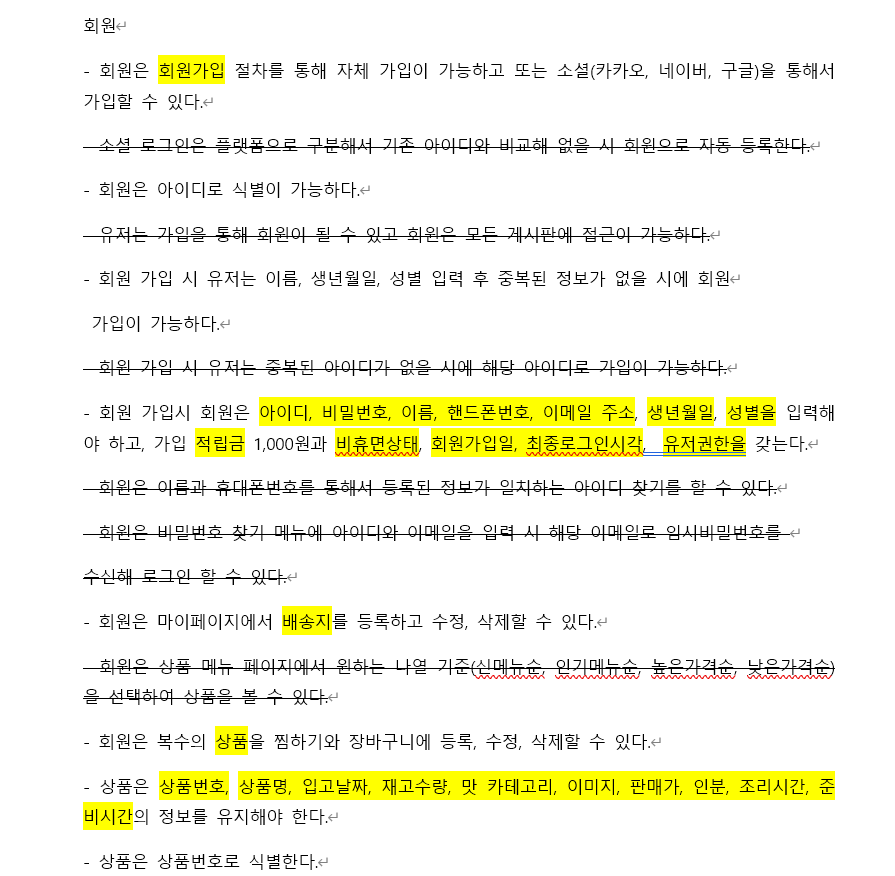 회원
- 회원은 회원가입 절차를 통해 자체 가입이 가능하고 또는 소셜(카카오, 네이버, 구글)을 통해서
가입할 수 있다.
- 소셜 로그인은 플랫폼으로 구분해서 기존 아이디와 비교해 없을 시 회원으로 자동 등록한다.
- 회원은 아이디로 식별이 가능하다.
- 유저는 가입을 통해 회원이 될 수 있고 회원은 모든 게시판에 접근이 가능하다.
- 회원 가입 시 유저는 이름, 생년월일, 성별 입력 후 중복된 정보가 없을 시에 회원
가입이 가능하다.
- 회원 가입 시 유저는 중복된 아이디가 없을 시에 해당 아이디로 가입이 가능하다.
- 회원 가입시 회원은 아이디, 비밀번호, 이름, 핸드폰번호, 이메일 주소, 생년월일, 성별을 입력해
야 하고, 가입 적립금 1,000원과 비휴면상태, 회원가입일, 최종로그인시각, 유저권한을 갖는다.
- 회원은 이름과 휴대폰번호를 통해서 등록된 정보가 일치하는 아이디 찾기를 할 수 있다.
- 회원은 비밀번호 찾기 메뉴에 아이디와 이메일을 입력 시 해당 이메일로 임시비밀번호를
수신해 로그인 할 수 있다.
- 회원은 마이페이지에서 배송지를 등록하고 수정, 삭제할 수 있다.
- 회원은 상품 메뉴 페이지에서 원하는 나열 기준(신메뉴순, 인기메뉴순, 높은가격순, 낮은가격순)
을 선택하여 상품을 볼 수 있다.
- 회원은 복수의 상품을 찜하기와 장바구니에 등록, 수정, 삭제할 수 있다.
- 상품은 상품번호, 상품명, 입고날짜, 재고수량, 맛 카테고리, 이미지, 판매가, 인분, 조리시간, 준
비시간의 정보를 유지해야 한다.
- 상품은 상품번호로 식별한다.